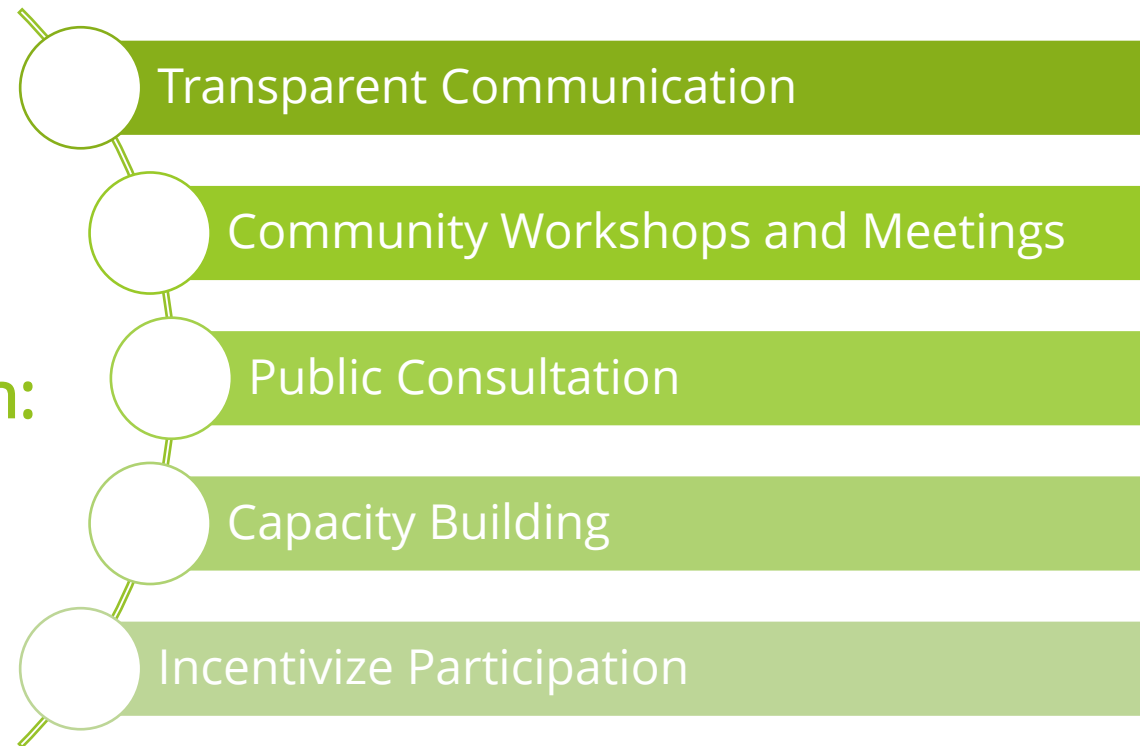 Transparent Communication
Community Workshops and Meetings
n:
Public Consultation
Capacity Building
Incentivize Participation